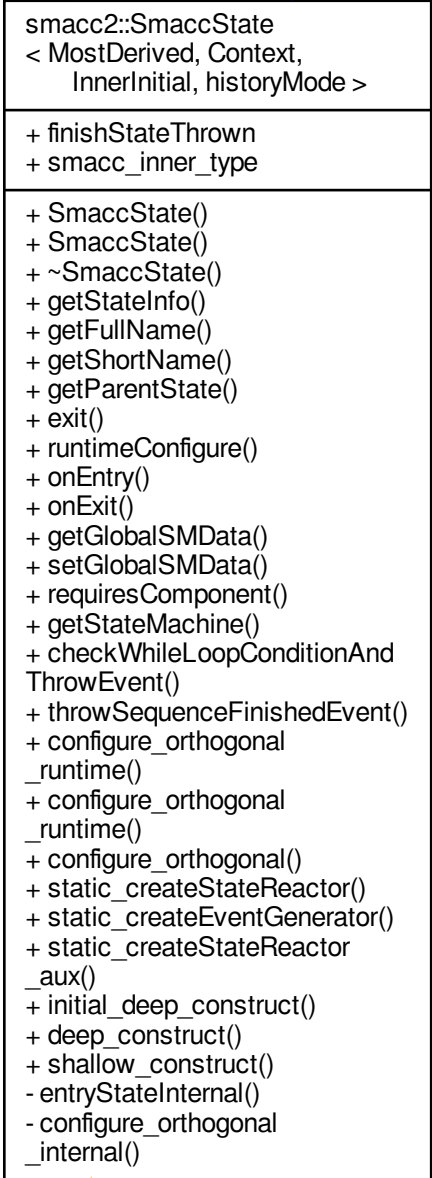 smacc2::SmaccState
< MostDerived, Context,
InnerInitial, historyMode >
+ finishStateThrown
+ smacc_inner_type
+ SmaccState()
+ SmaccState()
+ ~SmaccState()
+ getStateInfo()
+ getFullName()
+ getShortName()
+ getParentState()
+ exit()
+ runtimeConfigure()
+ onEntry()
+ onExit()
+ getGlobalSMData()
+ setGlobalSMData()
+ requiresComponent()
+ getStateMachine()
+ checkWhileLoopConditionAnd
ThrowEvent()
+ throwSequenceFinishedEvent()
+ configure_orthogonal
_runtime()
+ configure_orthogonal
_runtime()
+ configure_orthogonal()
+ static_createStateReactor()
+ static_createEventGenerator()
+ static_createStateReactor
_aux()
+ initial_deep_construct()
+ deep_construct()
+ shallow_construct()
- entryStateInternal()
- configure_orthogonal
_internal()